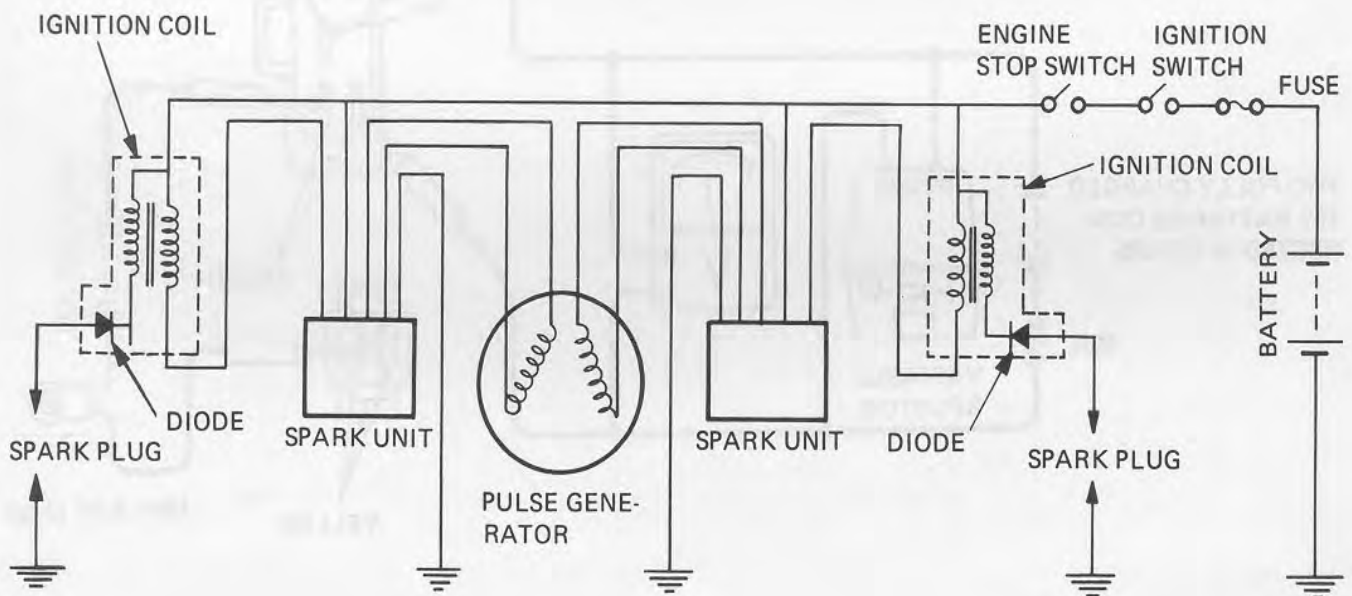 IGNITION COIL
ENGINE
STOP SWITCH
IGNITION
SWITCH
FUSE
IGNITION COIL
BATTERY
DIODE
SPARK PLUG
SPARK UNIT
PULSE GENE-
RATOR
SPARK UNIT
DIODE
SPARK PLUG